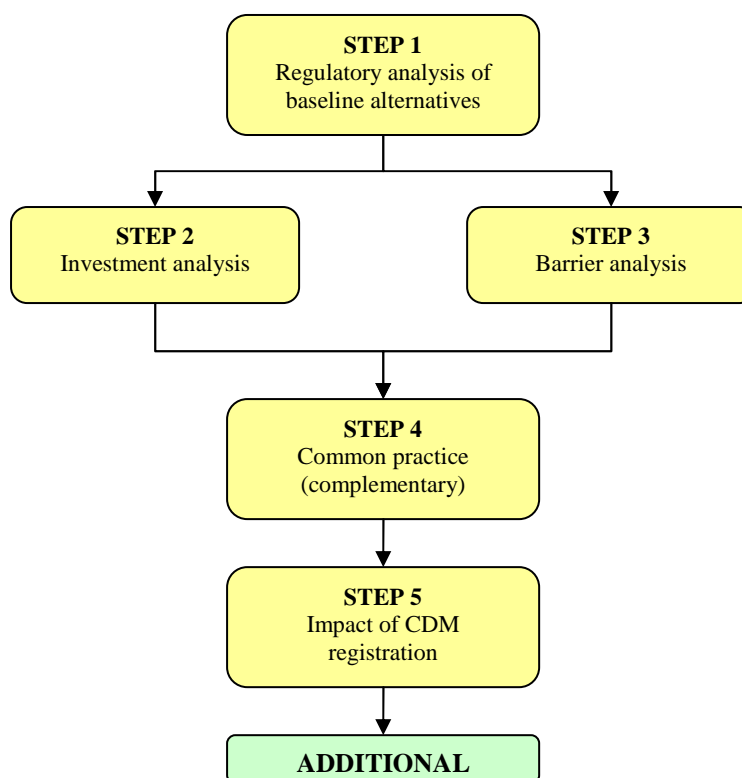 STEP 1
Regulatory analysis of
baseline alternatives
STEP 2
Investment analysis
STEP 3
Barrier analysis
STEP 4
Common practice
(complementary)
STEP 5
Impact of CDM
registration
ADDITIONAL